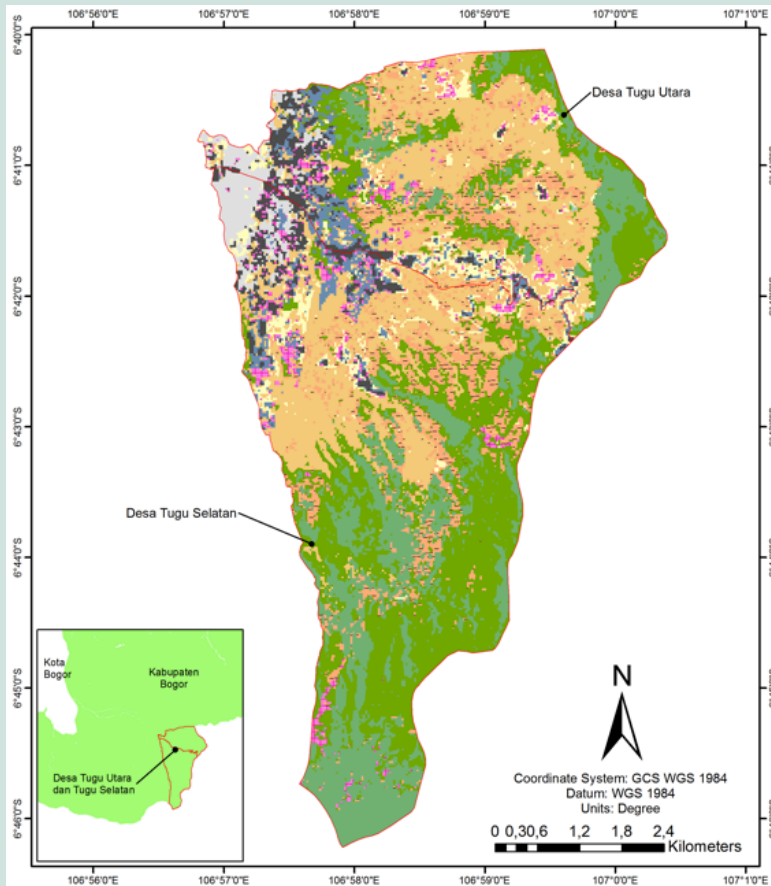 106°56'0"E 106°57'0"E 106°58'0"E 106°59'0"E 107°0'0"E 107°1'0"E
6°40'0"S
Desa Tugu Utara
6°41'0"S
6°42'0"S
6°43'0"S
Desa Tugu Selatan
6°44'0"S
Kota
Bogor
Kabupaten
Bogor
Desa Tugu Utara
dan Tugu Selatan
6°45'0"S
N
Coordinate System: GCS WGS 1984
Datum: WGS 1984
Units: Degree
0 0,30,6 1,2 1,8 2,4
Kilometers
6°46'0"S
106°56'0"E 106°57'0"E 106°58'0"E 106°59'0"E 107°0'0"E 107°1'0"E